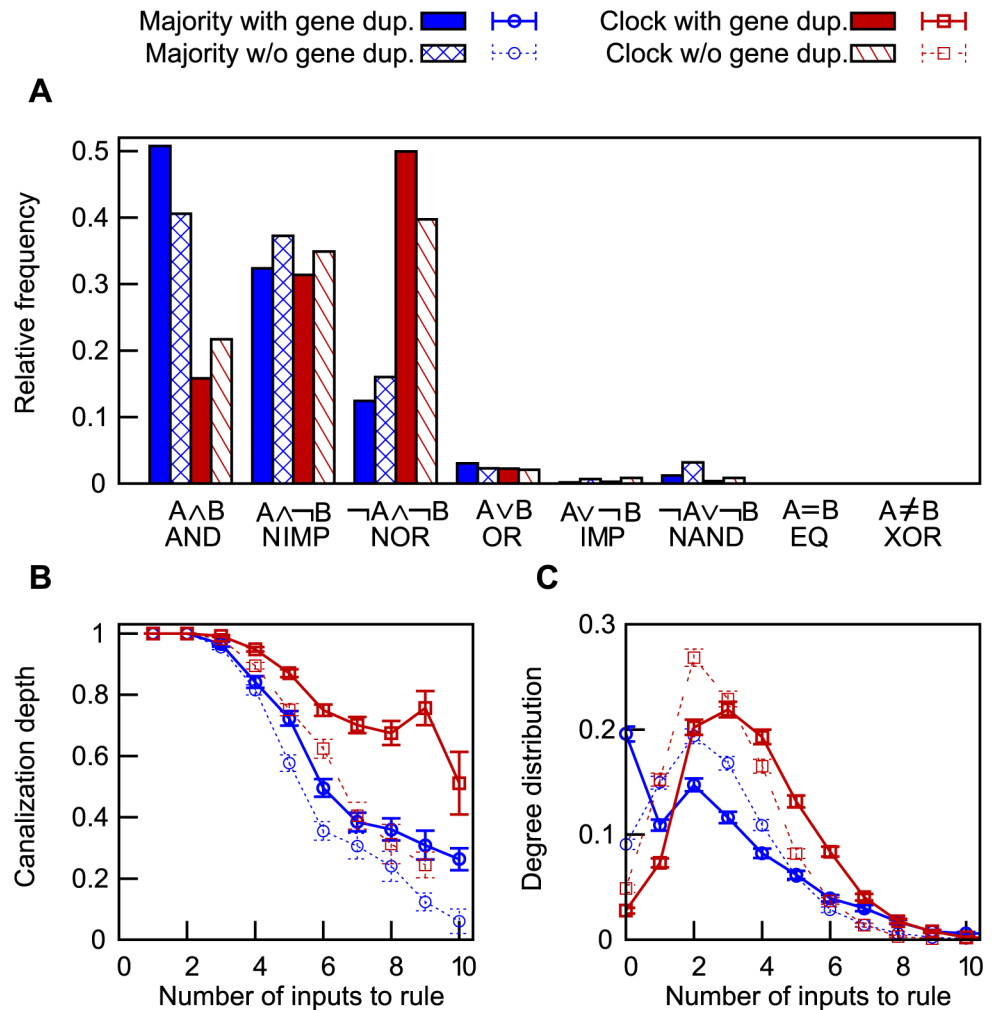 Majority with gene dup. Clock with gene dup.
Majority w/o gene dup. Clock w/o gene dup.
A
0.5
0.4
0.3
0.2
0.1
0
Relative frequency
A∧B A∧¬B ¬A∧¬B A∨B A∨¬B ¬A∨¬B A=B A≠B
AND NIMP NOR OR IMP NAND EQ XOR
B
1
0.8
0.6
0.4
0.2
0
Canalization depth
0 2 4 6 8 10
Number of inputs to rule
C
0.3
0.2
0.1
0
Degree distribution
0 2 4 6 8 10
Number of inputs to rule